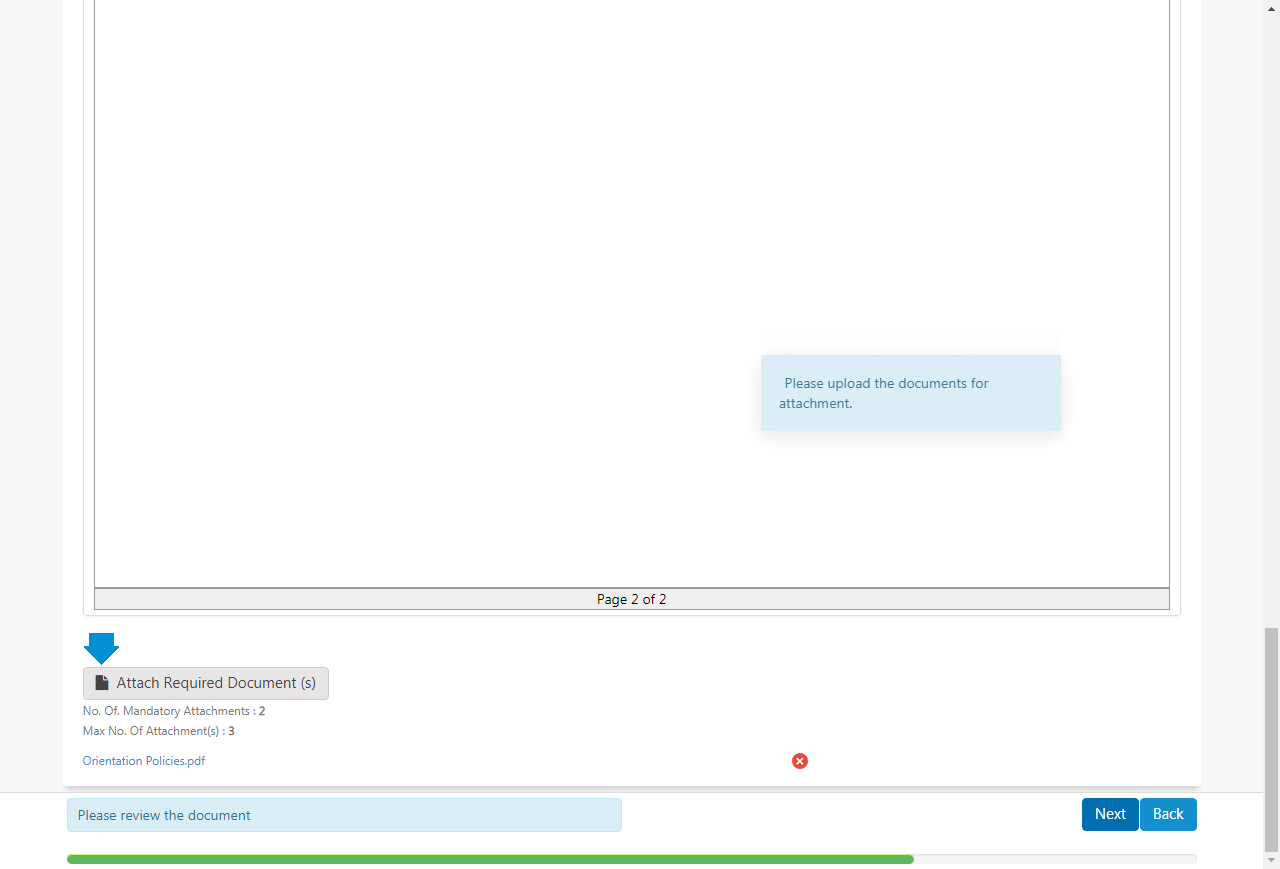 Please upload the documents for
attachment.
Page 2 of 2
Attach Required Document (s)
No. Of. Mandatory Attachments : 2
Max No. Of Attachment(s) : 3
Orientation Policies.pdf
Please review the document
Next
Back